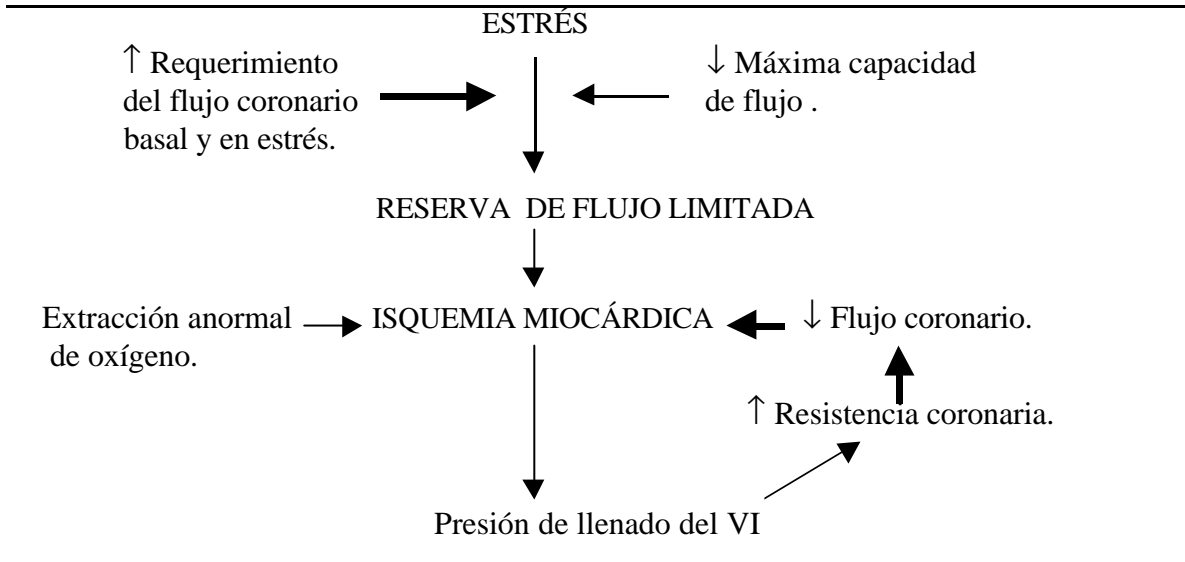 ESTRÉS
↑ Requerimiento
del flujo coronario
basal y en estrés.
↓ Máxima capacidad
de flujo .
RESERVA DE FLUJO LIMITADA
Extracción anormal
de oxígeno.
ISQUEMIA MIOCÁRDICA
↓ Flujo coronario.
↑ Resistencia coronaria.
Presión de llenado del VI